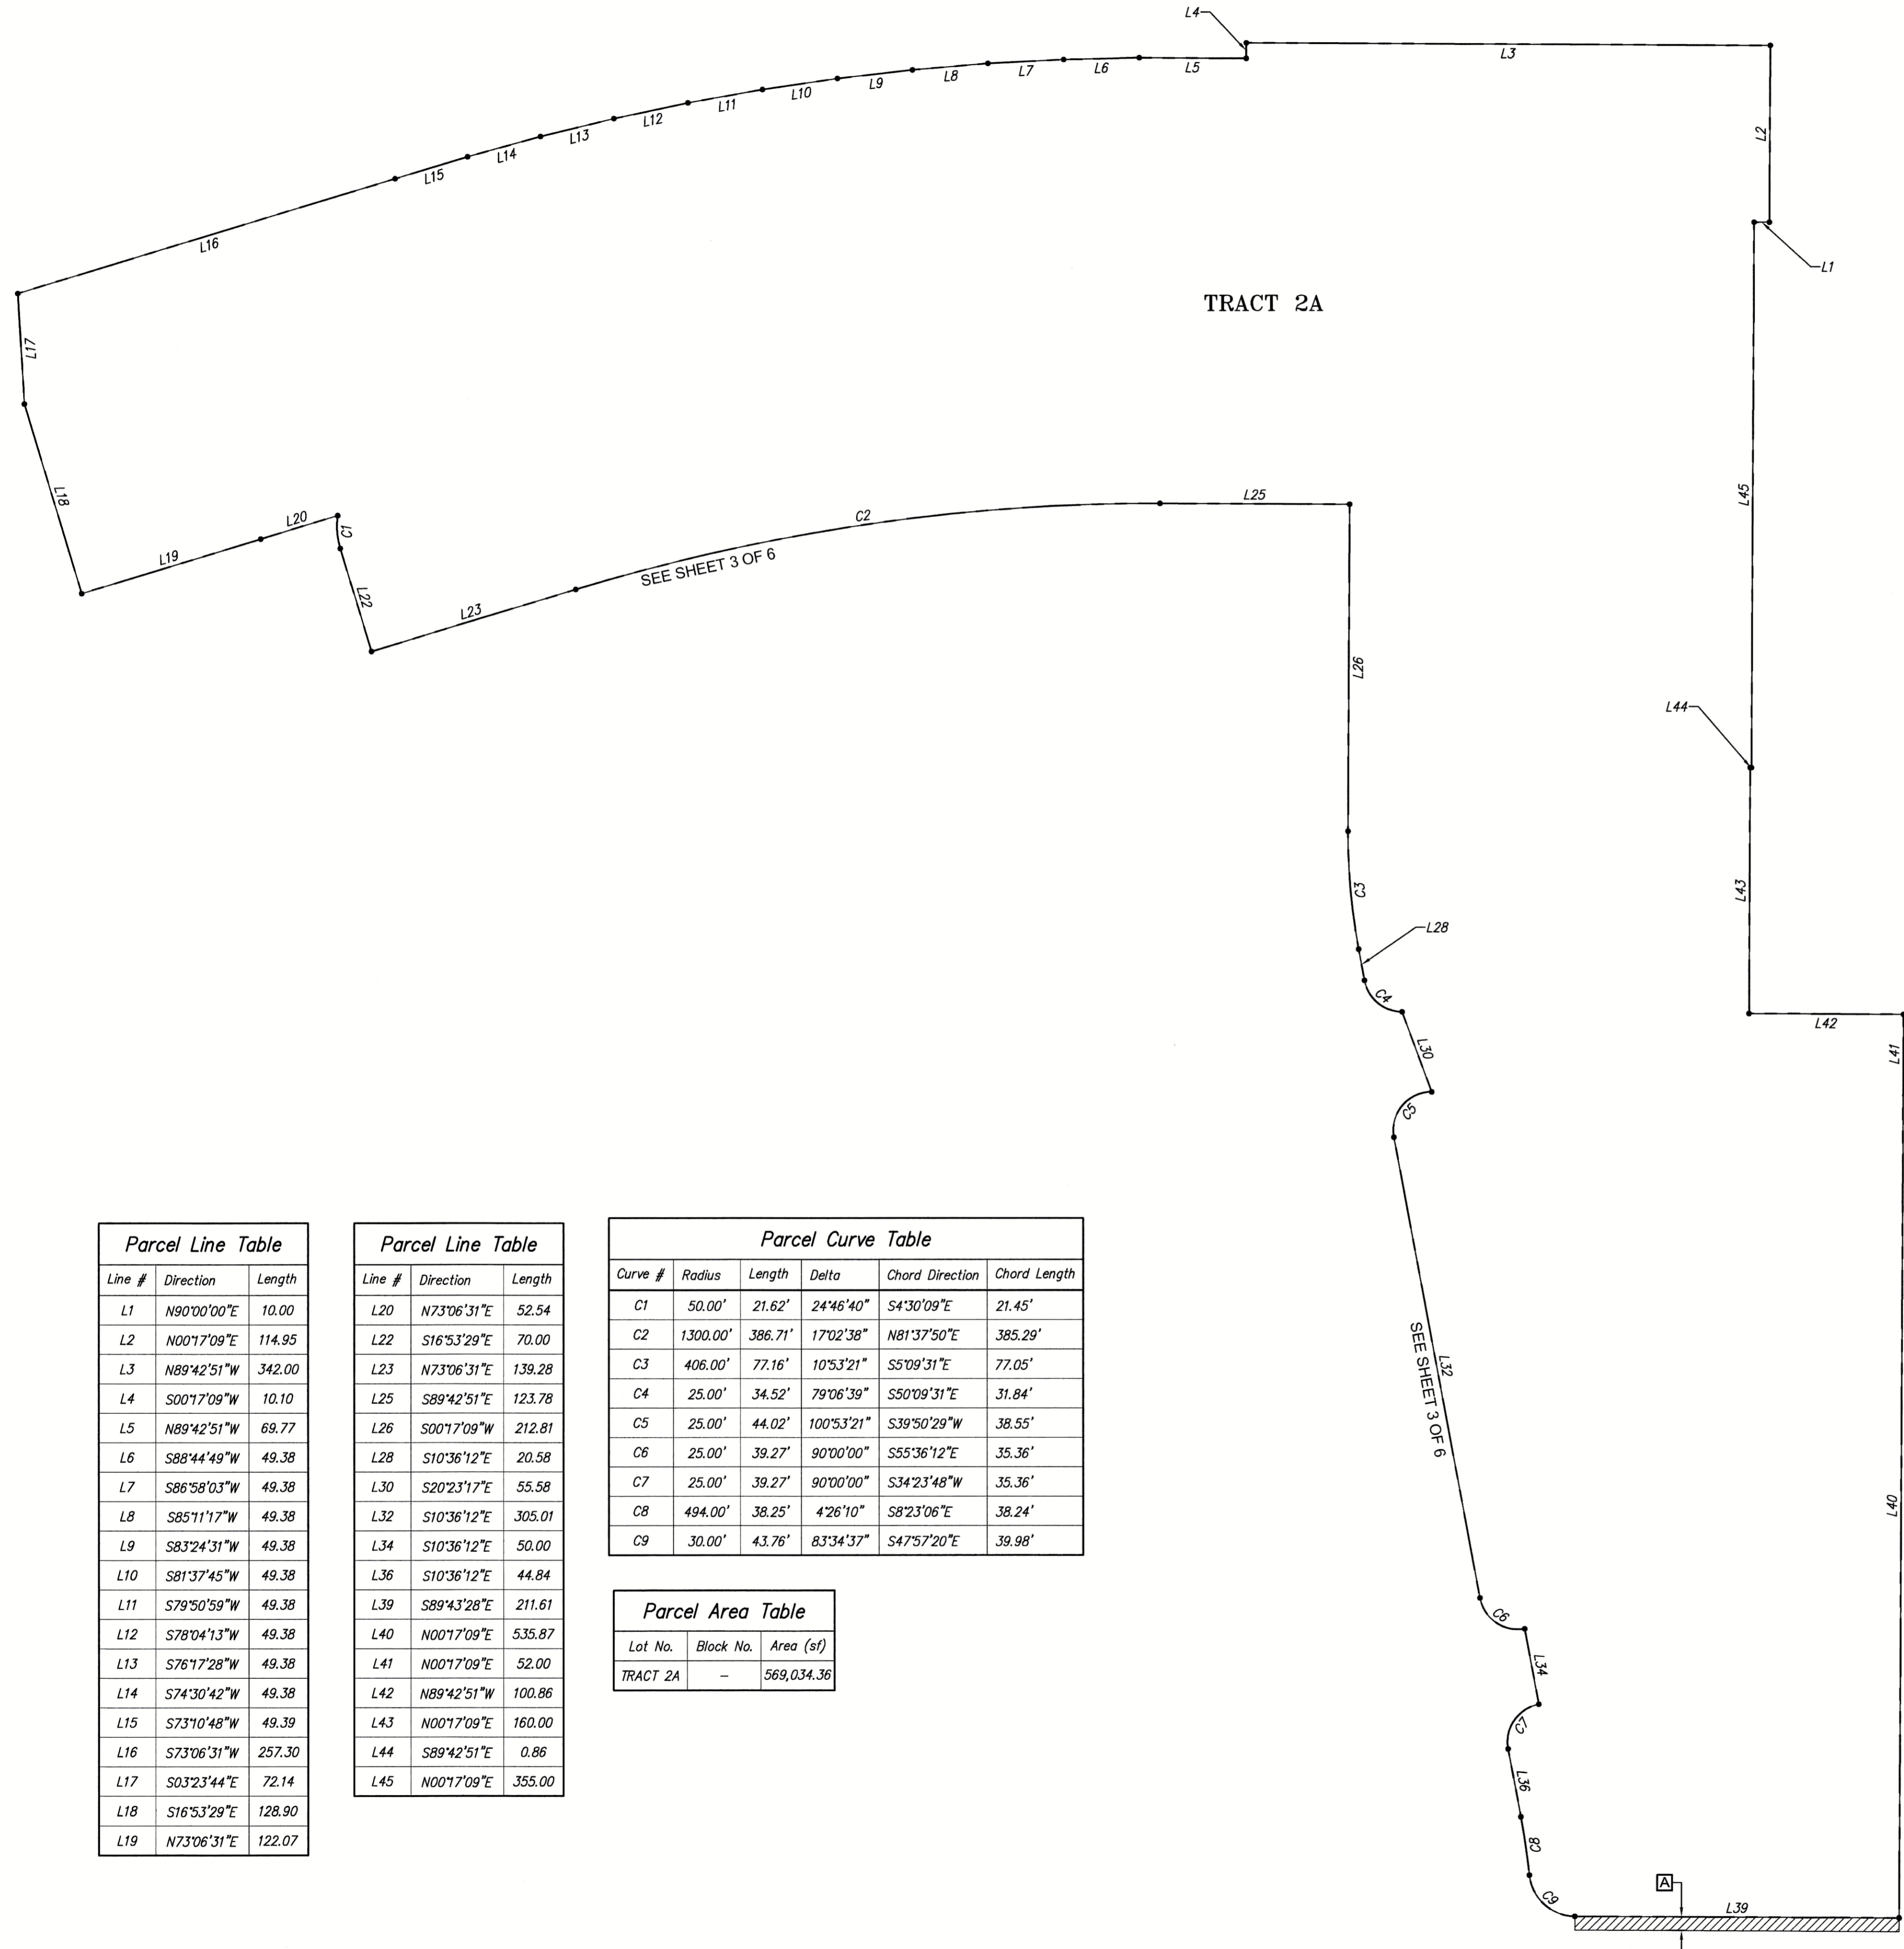 L4
L3
L9
L8
L7
L6
L5
L10
L11
L12
L13
L14
L15
L16
L2
L1
TRACT 2A
L17
L18
L19
L20
C1
L22
L23
C2
SEE SHEET 3 OF 6
L25
L45
L26
L44
L43
C3
L28
C4
L42
L41
L30
C5
L32
SEE SHEET 3 OF 6
L40
C6
L34
C7
L36
C8
C9
A
L39
Parcel Line Table
Line # Direction Length
L1 N90°00'00"E 10.00
L2 N00°17'09"E 114.95
L3 N89°42'51"W 342.00
L4 S00°17'09"W 10.10
L5 N89°42'51"W 69.77
L6 S88°44'49"W 49.38
L7 S86°58'03"W 49.38
L8 S85°11'17"W 49.38
L9 S83°24'31"W 49.38
L10 S81°37'45"W 49.38
L11 S79°50'59"W 49.38
L12 S78°04'13"W 49.38
L13 S76°17'28"W 49.38
L14 S74°30'42"W 49.38
L15 S73°10'48"W 49.39
L16 S73°06'31"W 257.30
L17 S03°23'44"E 72.14
L18 S16°53'29"E 128.90
L19 N73°06'31"E 122.07
Parcel Line Table
Line # Direction Length
L20 N73°06'31"E 52.54
L22 S16°53'29"E 70.00
L23 N73°06'31"E 139.28
L25 S89°42'51"E 123.78
L26 S00°17'09"W 212.81
L28 S10°36'12"E 20.58
L30 S20°23'17"E 55.58
L32 S10°36'12"E 305.01
L34 S10°36'12"E 50.00
L36 S10°36'12"E 44.84
L39 S89°43'28"E 211.61
L40 N00°17'09"E 535.87
L41 N00°17'09"E 52.00
L42 N89°42'51"W 100.86
L43 N00°17'09"E 160.00
L44 S89°42'51"E 0.86
L45 N00°17'09"E 355.00
Parcel Curve Table
Curve # Radius Length Delta Chord Direction Chord Length
C1 50.00' 21.62' 24°46'40" S4°30'09"E 21.45'
C2 1300.00' 386.71' 17°02'38" N81°37'50"E 385.29'
C3 406.00' 77.16' 10°53'21" S5°09'31"E 77.05'
C4 25.00' 34.52' 79°06'39" S50°09'31"E 31.84'
C5 25.00' 44.02' 100°53'21" S39°50'29"W 38.55'
C6 25.00' 39.27' 90°00'00" S55°36'12"E 35.36'
C7 25.00' 39.27' 90°00'00" S34°23'48"W 35.36'
C8 494.00' 38.25' 4°26'10" S8°23'06"E 38.24'
C9 30.00' 43.76' 83°34'37" S47°57'20"E 39.98'
Parcel Area Table
Lot No. Block No. Area (sf)
TRACT 2A – 569,034.36